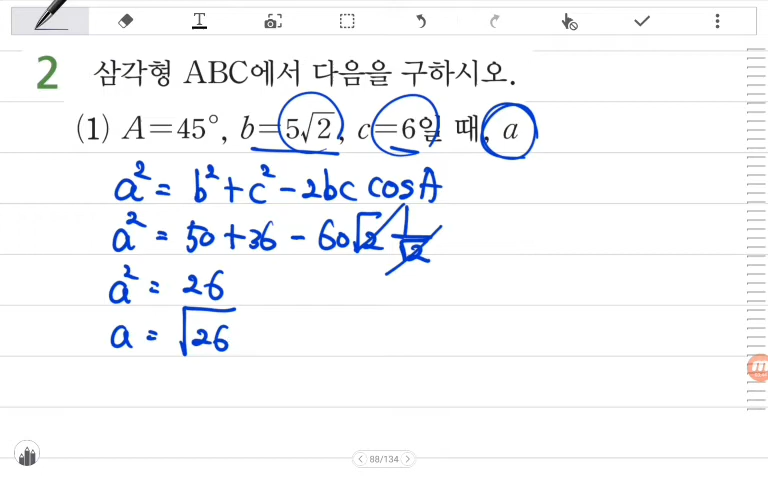 T
2 삼각형 ABC에서 다음을 구하시오.
(1) A=45°, b=5√2, c=6일 때, a
a² = b² + c² - 2bc cosA
a² = 50 + 36 - 60√2 1/√2
a² = 26
a = √26
88/134